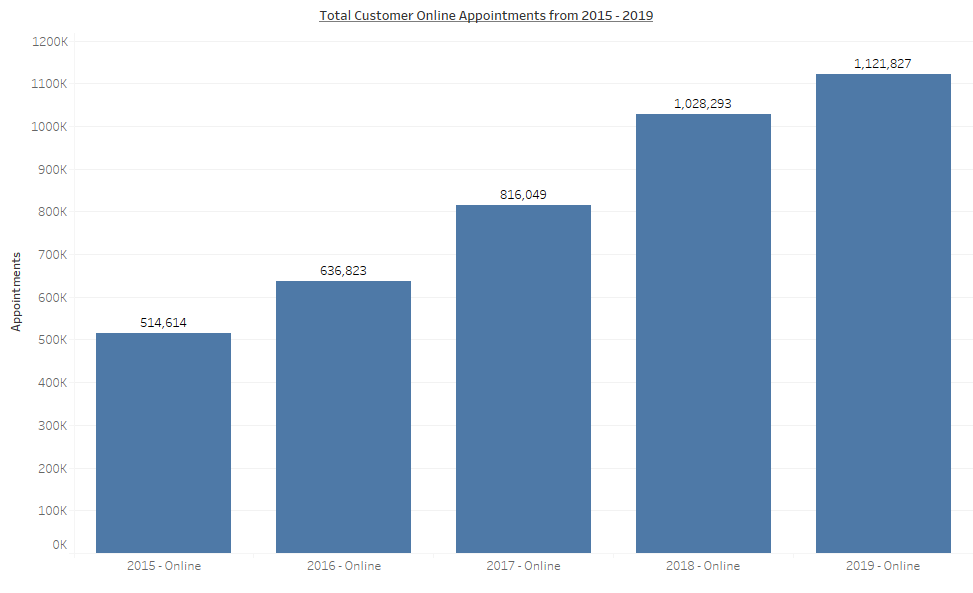 Total Customer Online Appointments from 2015 - 2019
1200K
1100K
1000K
900K
800K
700K
600K
500K
400K
300K
200K
100K
0K
Appointments
514,614
636,823
816,049
1,028,293
1,121,827
2015 - Online
2016 - Online
2017 - Online
2018 - Online
2019 - Online